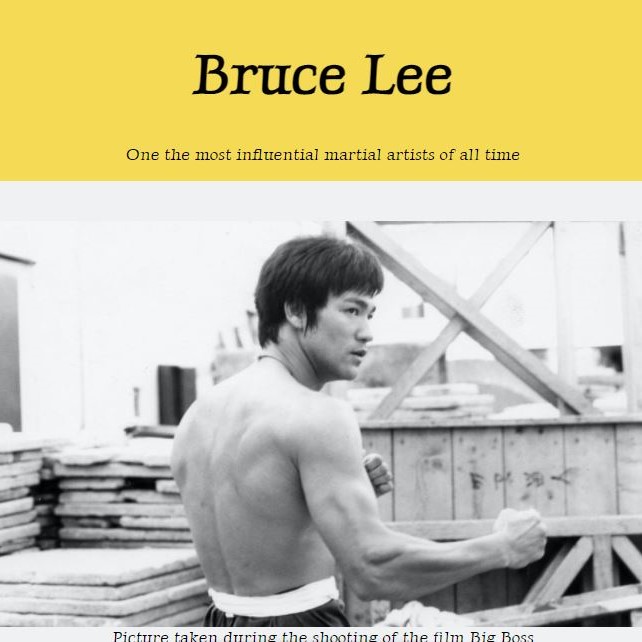 Bruce Lee
One the most influential martial artists of all time
Picture taken during the shooting of the film Big Boss